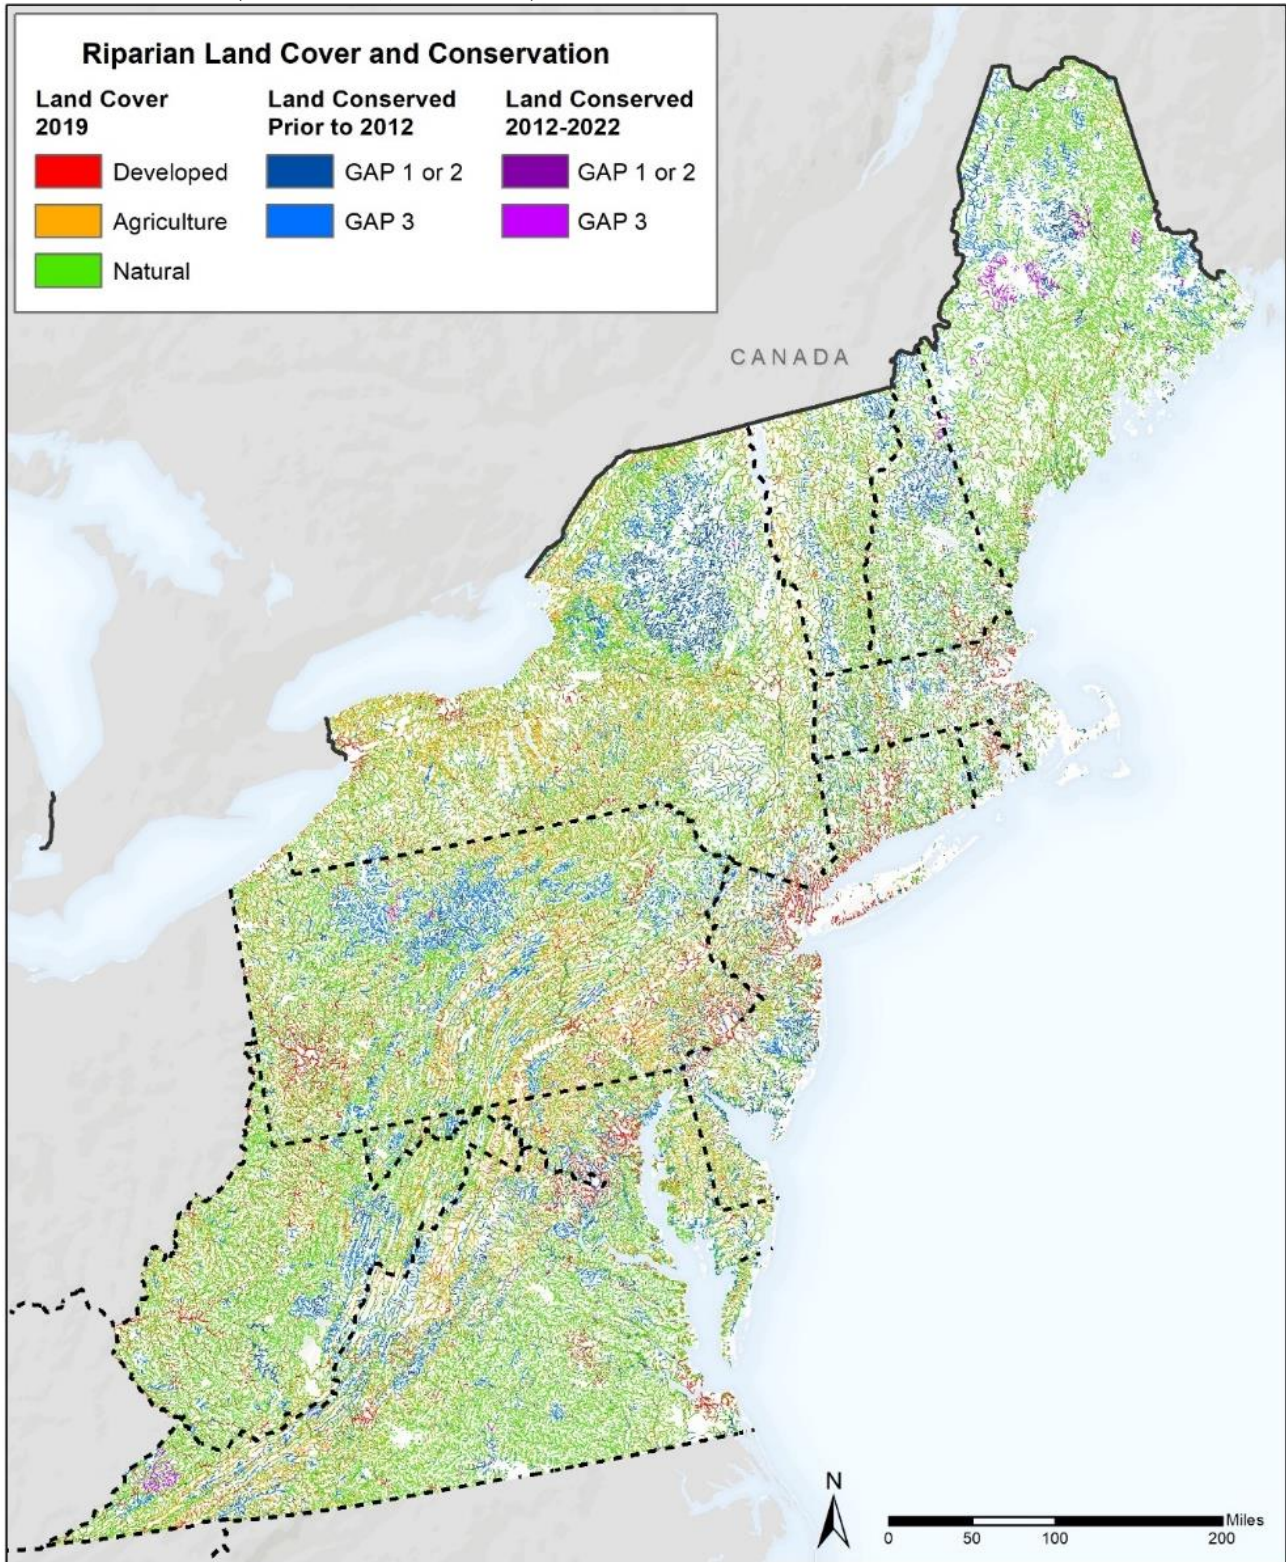 Riparian Land Cover and Conservation
Land Cover
2019
Developed
Agriculture
Natural
Land Conserved
Prior to 2012
GAP 1 or 2
GAP 3
Land Conserved
2012-2022
GAP 1 or 2
GAP 3
CANADA
N
Miles
0 50 100 200